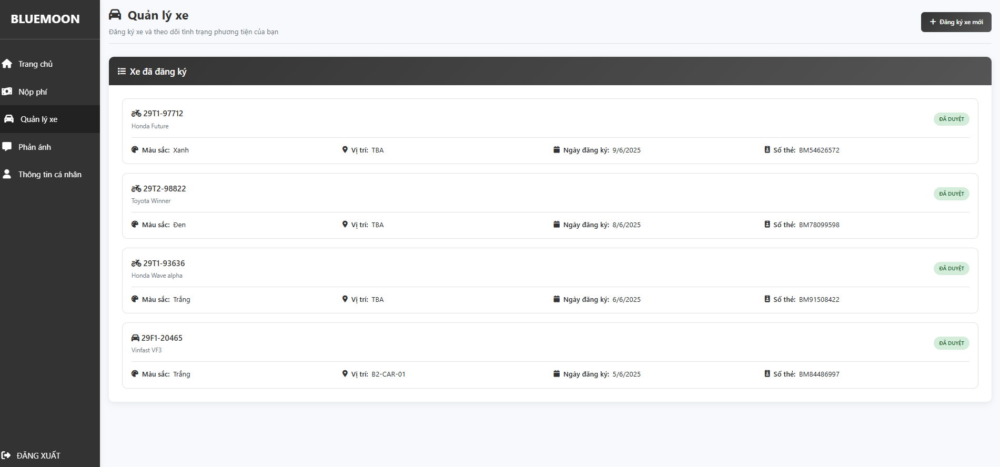 BLUEMOON
Trang chủ
Nộp phí
Quản lý xe
Phản ánh
Thông tin cá nhân
ĐĂNG XUẤT
Quản lý xe
Đăng ký xe và theo dõi tình trạng phương tiện của bạn
+ Đăng ký xe mới
Xe đã đăng ký
29T1-97712
Honda Future
ĐÃ DUYỆT
Màu sắc: Xanh
Vị trí: TBA
Ngày đăng ký: 9/6/2025
Số thẻ: BM54626572
29T2-98822
Toyota Winner
ĐÃ DUYỆT
Màu sắc: Đen
Vị trí: TBA
Ngày đăng ký: 8/6/2025
Số thẻ: BM78099598
29T1-93636
Honda Wave alpha
ĐÃ DUYỆT
Màu sắc: Trắng
Vị trí: TBA
Ngày đăng ký: 6/6/2025
Số thẻ: BM91508422
29F1-20465
Vinfast VF3
ĐÃ DUYỆT
Màu sắc: Trắng
Vị trí: B2-CAR-01
Ngày đăng ký: 5/6/2025
Số thẻ: BM84486997